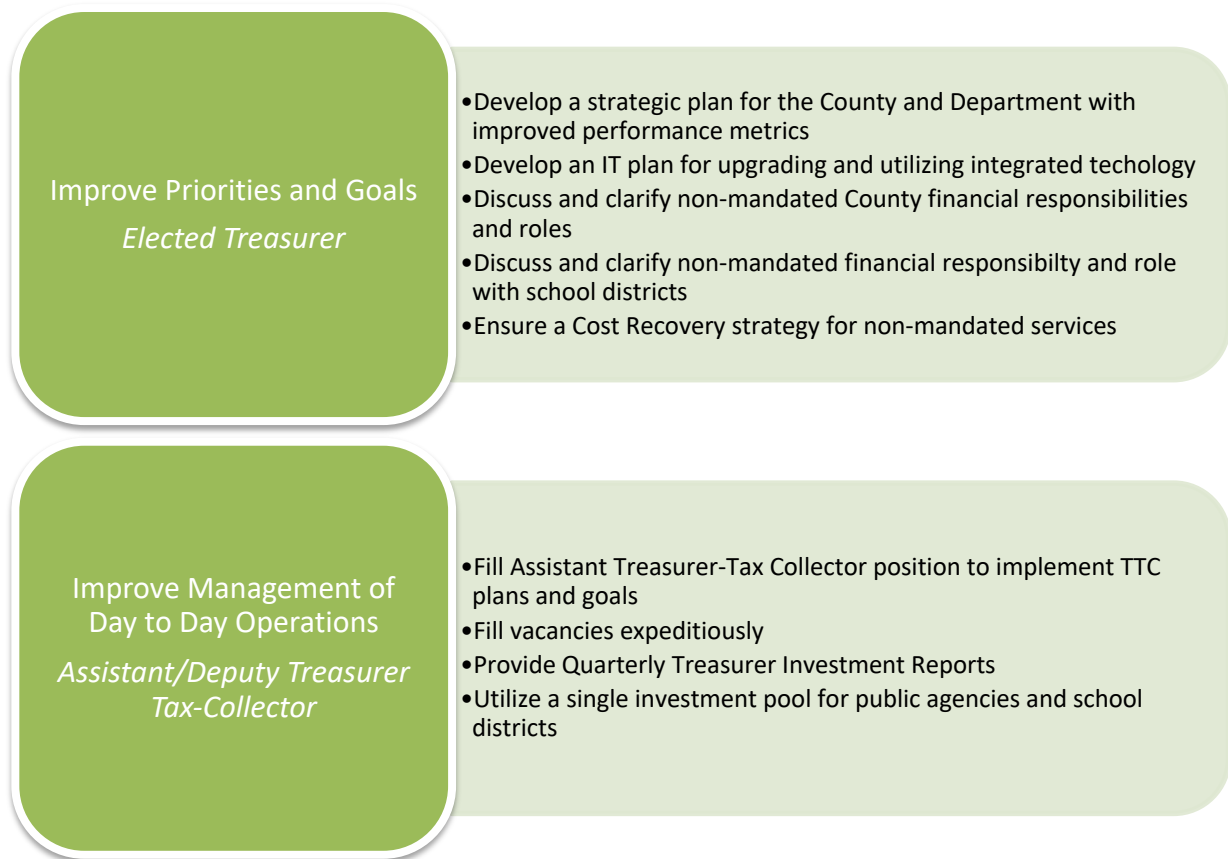 Improve Priorities and Goals
Elected Treasurer
•Develop a strategic plan for the County and Department with
improved performance metrics
•Develop an IT plan for upgrading and utilizing integrated techology
•Discuss and clarify non-mandated County financial responsibilities
and roles
•Discuss and clarify non-mandated financial responsibilty and role
with school districts
•Ensure a Cost Recovery strategy for non-mandated services
Improve Management of
Day to Day Operations
Assistant/Deputy Treasurer
Tax-Collector
•Fill Assistant Treasurer-Tax Collector position to implement TTC
plans and goals
•Fill vacancies expeditiously
•Provide Quarterly Treasurer Investment Reports
•Utilize a single investment pool for public agencies and school
districts